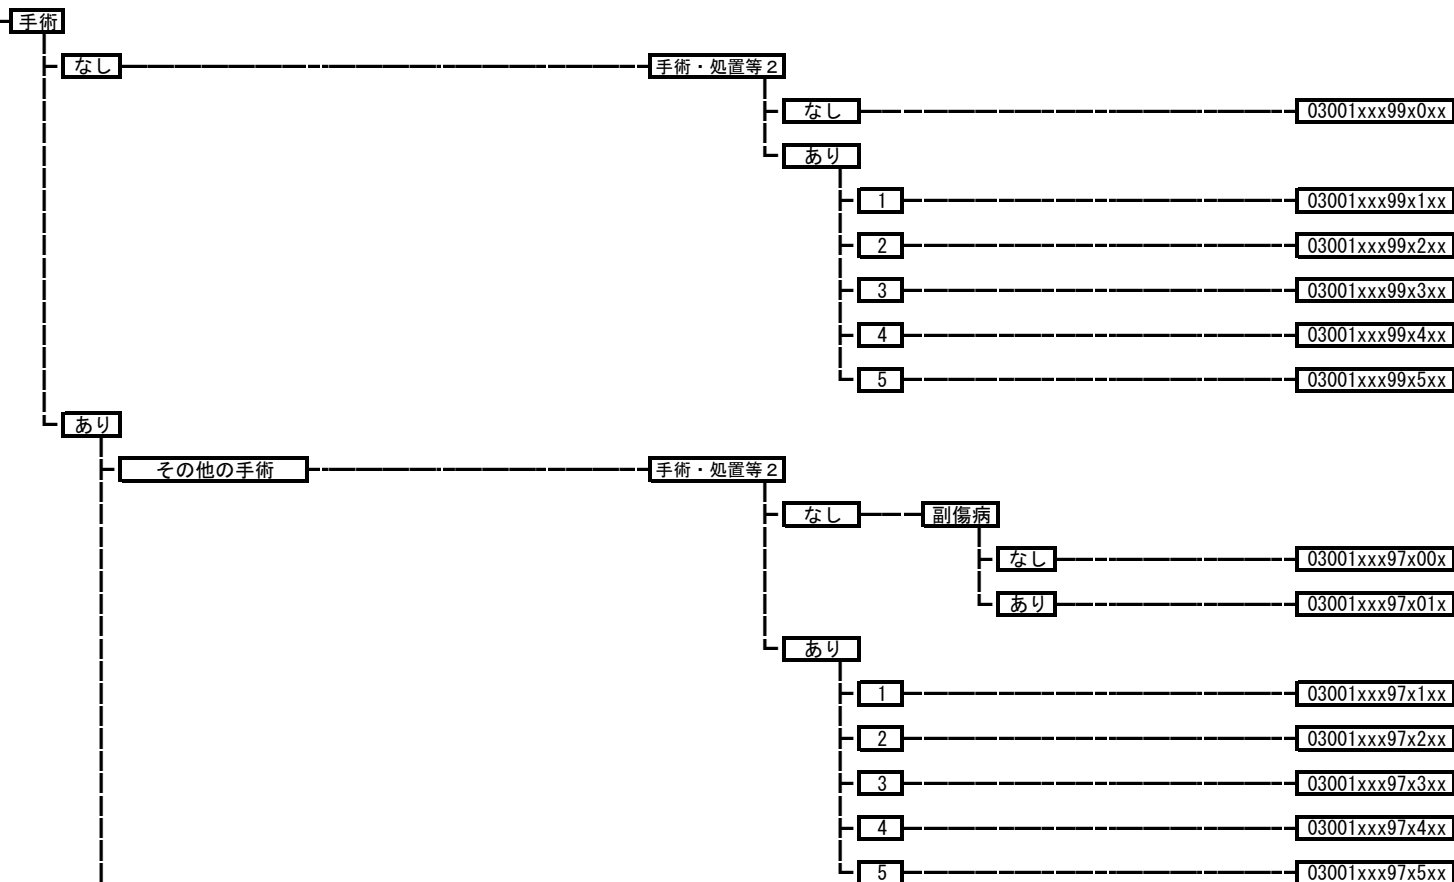 手術
なし 手術・処置等2
なし 03001xxx99x0xx
あり
1 03001xxx99x1xx
2 03001xxx99x2xx
3 03001xxx99x3xx
4 03001xxx99x4xx
5 03001xxx99x5xx
あり
その他の手術 手術・処置等2
なし 副傷病
なし 03001xxx97x00x
あり 03001xxx97x01x
あり
1 03001xxx97x1xx
2 03001xxx97x2xx
3 03001xxx97x3xx
4 03001xxx97x4xx
5 03001xxx97x5xx